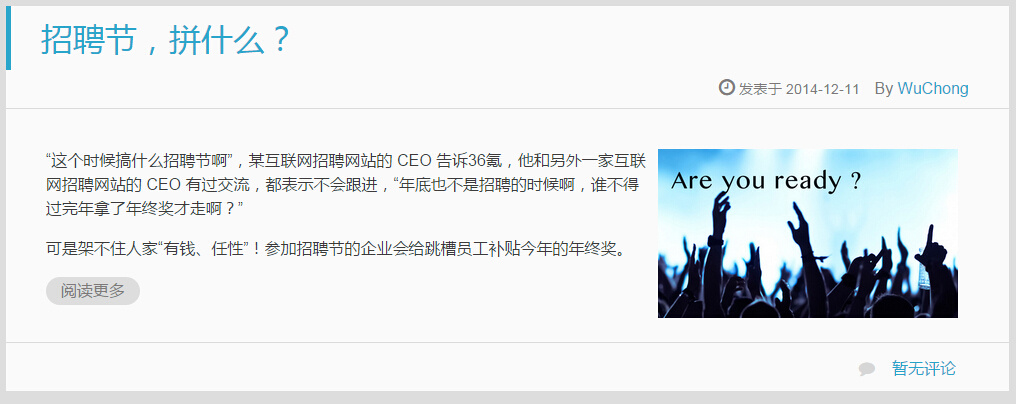 招聘节，拼什么？
发表于 2014-12-11 By WuChong
“这个时候搞什么招聘节啊”，某互联网招聘网站的 CEO 告诉36氪，他和另外一家互联
网招聘网站的 CEO 有过交流，都表示不会跟进，“年底也不是招聘的时候啊，谁不得
过完年拿了年终奖才走啊？”
可是架不住人家“有钱、任性”！参加招聘节的企业会给跳槽员工补贴今年的年终奖。
Are you ready ?
阅读更多
暂无评论